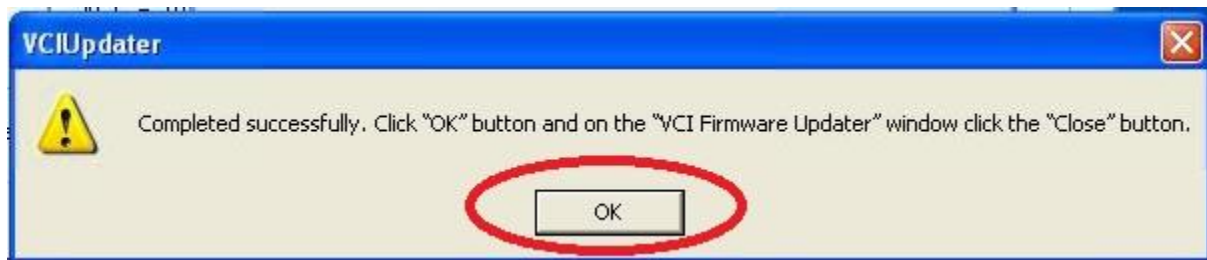 VCIUpdater
Completed successfully. Click "OK" button and on the "VCI Firmware Updater" window click the "Close" button.
OK